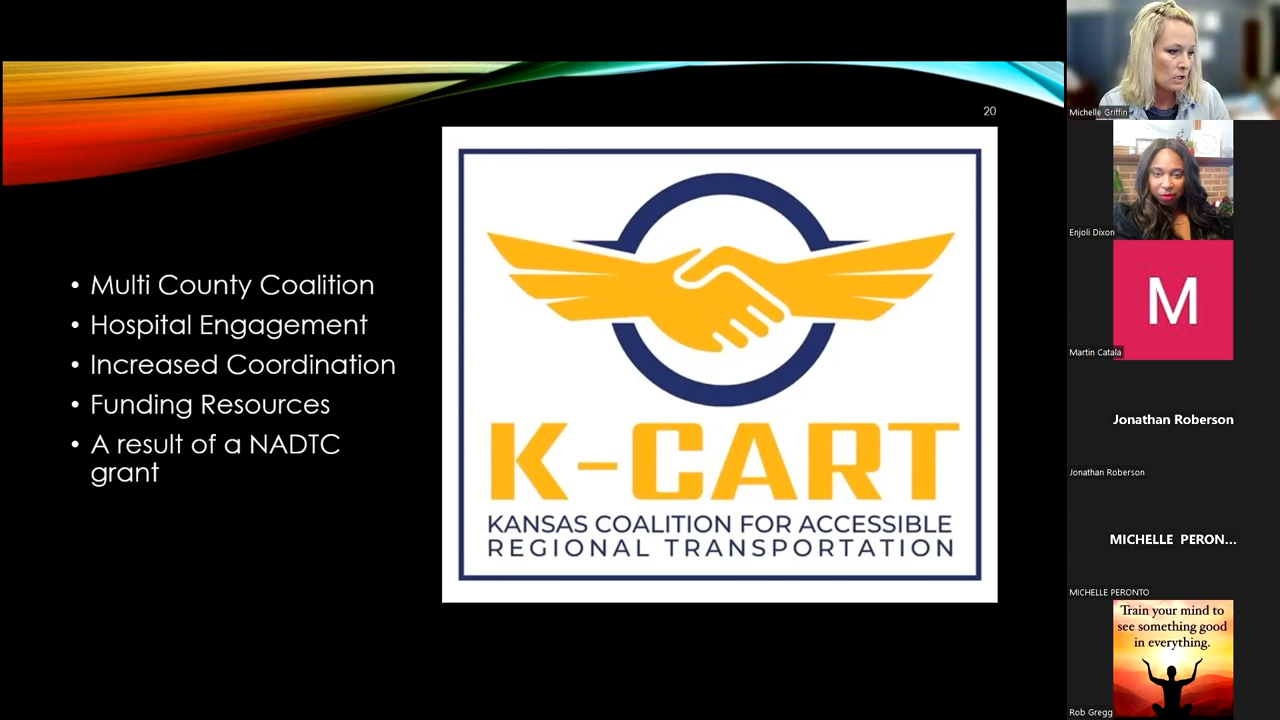 20
• Multi County Coalition
• Hospital Engagement
• Increased Coordination
• Funding Resources
• A result of a NADTC
grant
K-CART
KANSAS COALITION FOR ACCESSIBLE
REGIONAL TRANSPORTATION
Michelle Griffin
Enjoli Dixon
M
Martin Catala
Jonathan Roberson
Jonathan Roberson
MICHELLE PERON...
MICHELLE PERONTO
Train your mind to
see something good
in everything.
Rob Gregg